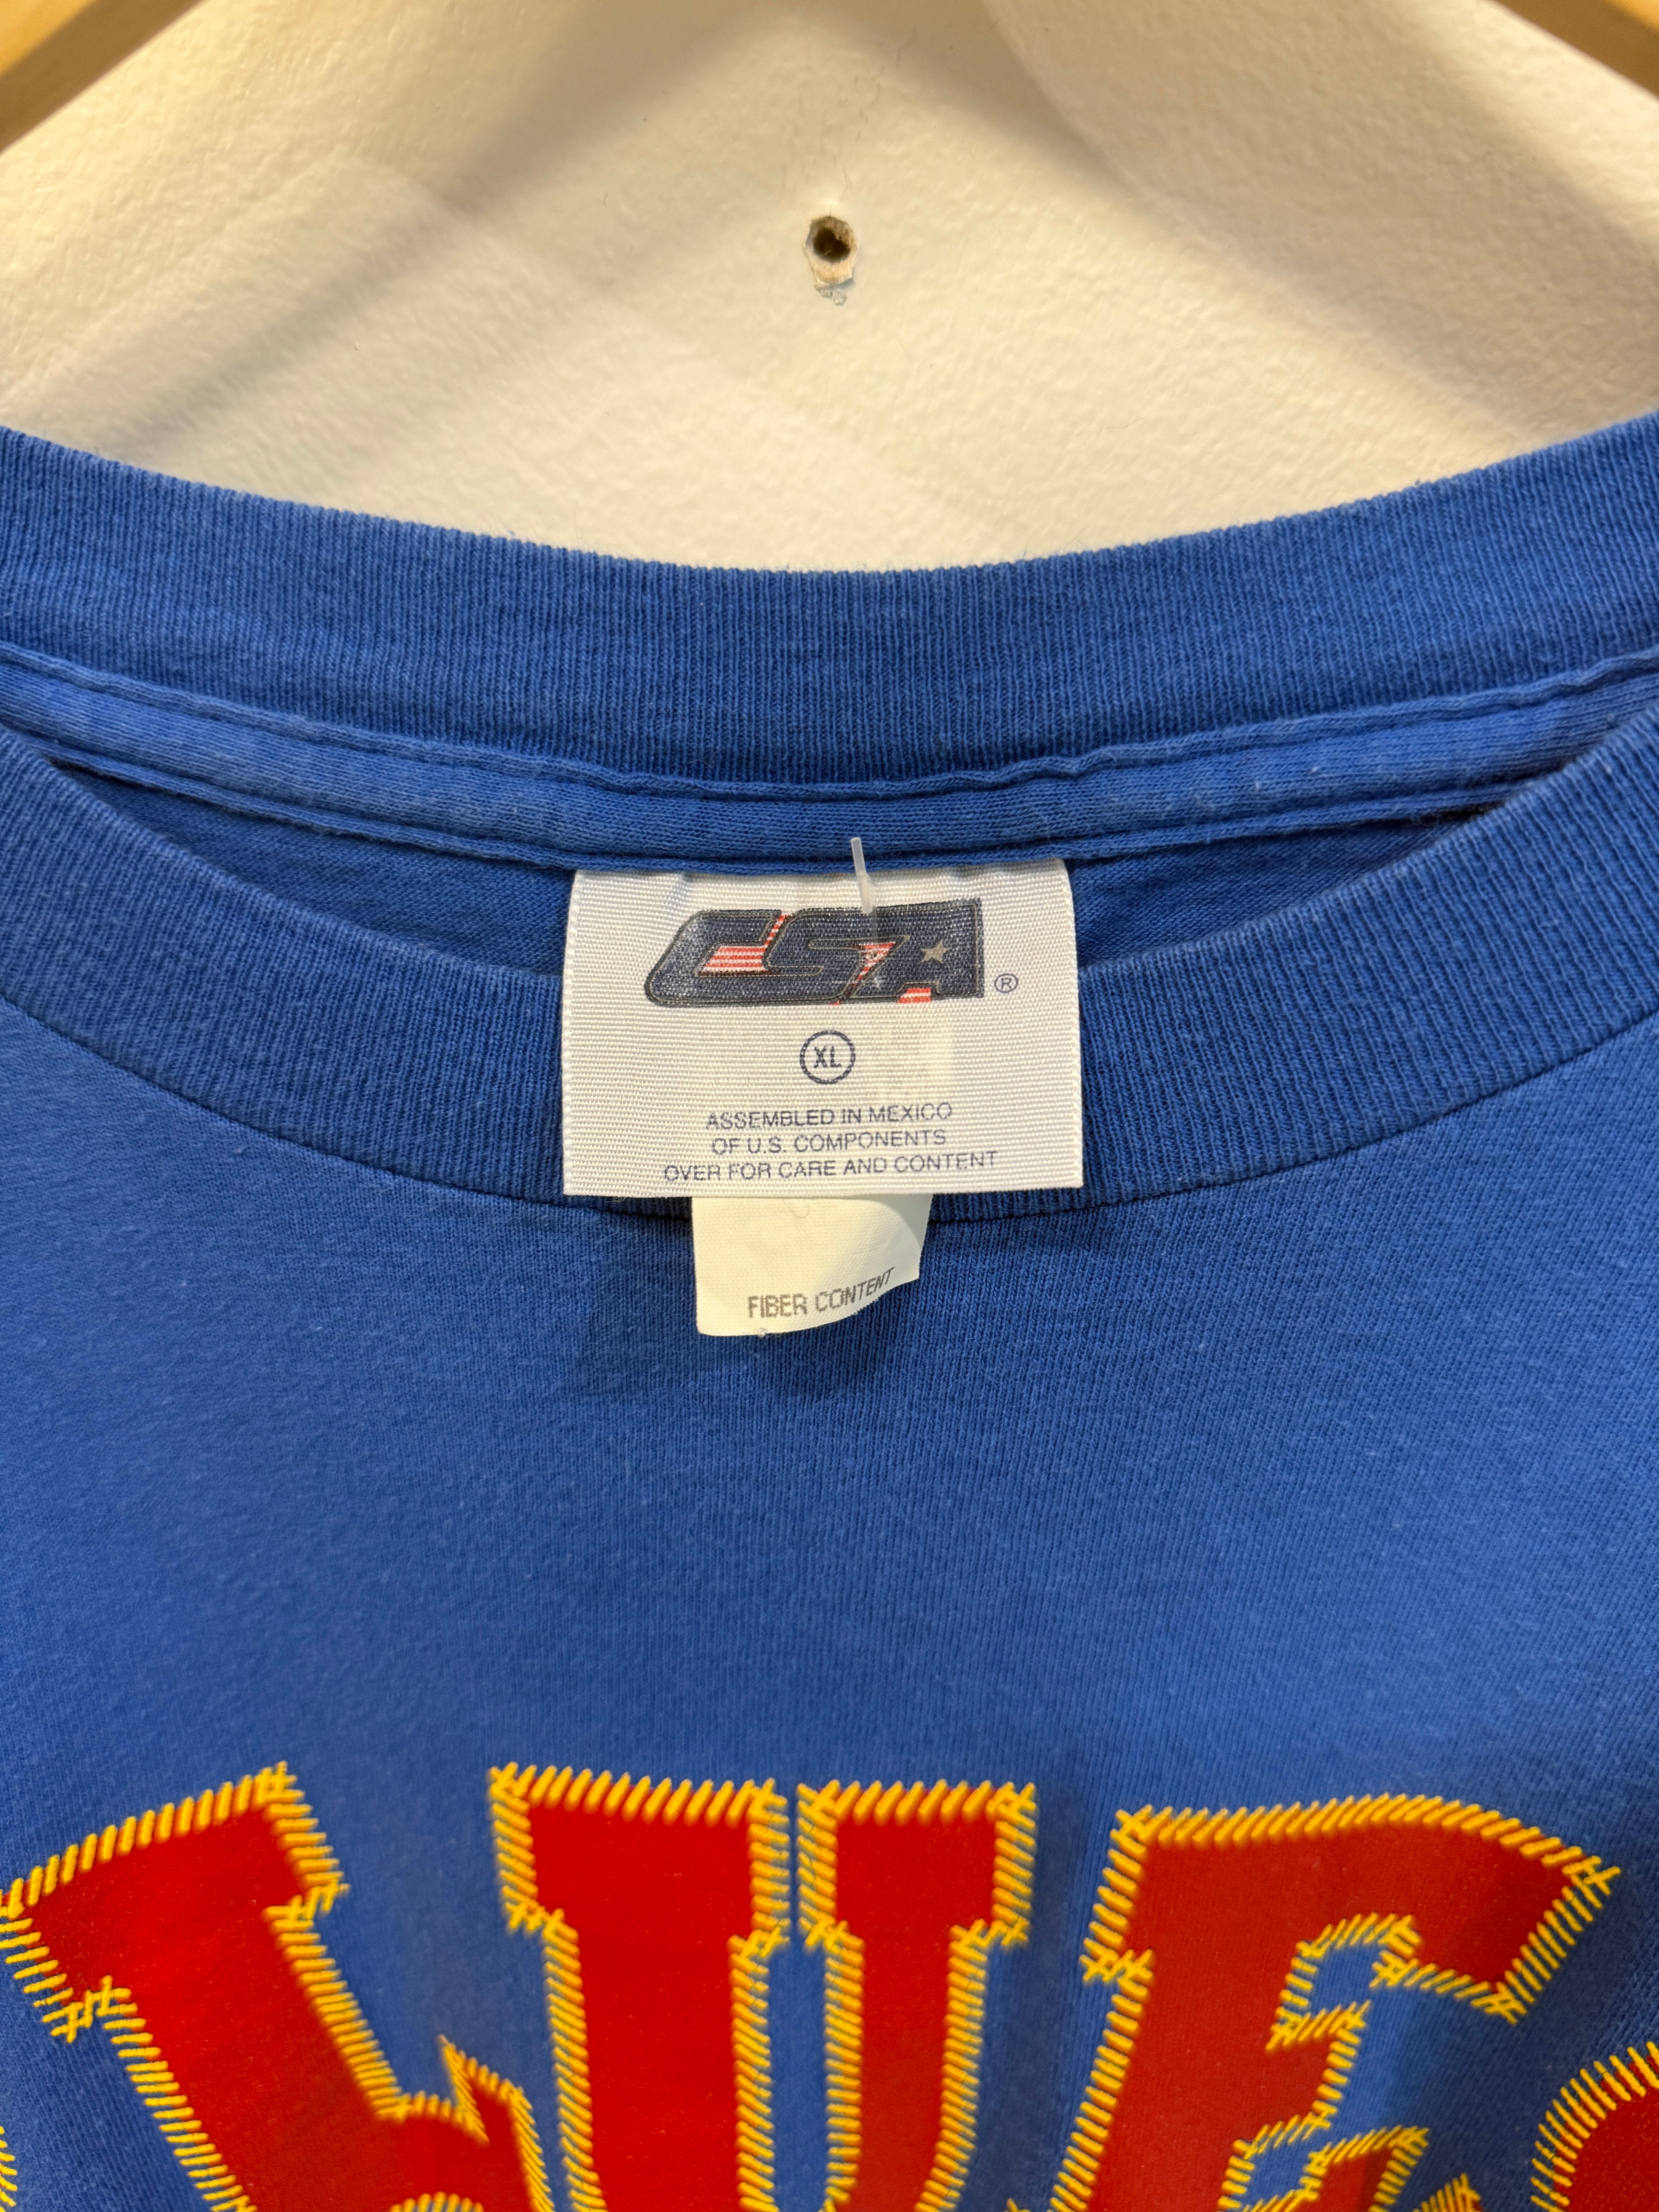 CSA ®
XL
ASSEMBLED IN MEXICO
OF U.S. COMPONENTS
OVER FOR CARE AND CONTENT
FIBER CONTENT